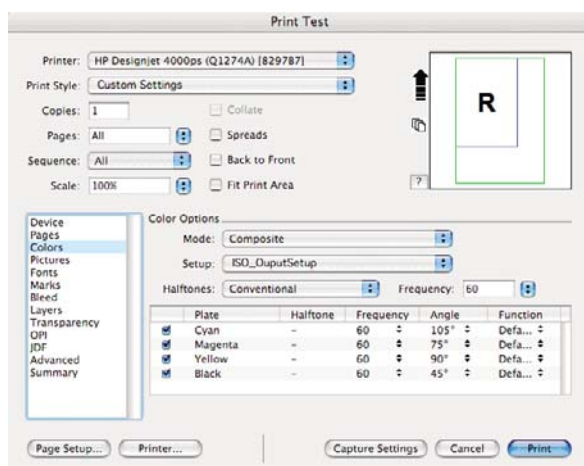 Print Test
Printer: HP Designjet 4000ps (Q1274A) [829787]
Print Style: Custom Settings
Copies: 1 Collate
Pages: All Spreads
Sequence: All Back to Front
Scale: 100% Fit Print Area
R
?
Device
Pages
Colors
Pictures
Fonts
Marks
Bleed
Layers
Transparency
OPI
JDF
Advanced
Summary
Color Options
Mode: Composite
Setup: ISO_OuputSetup
Halftones: Conventional Frequency: 60
Plate Halftone Frequency Angle Function
Cyan – 60 105° Defa...
Magenta – 60 75° Defa...
Yellow – 60 90° Defa...
Black – 60 45° Defa...
Page Setup... Printer... Capture Settings Cancel Print